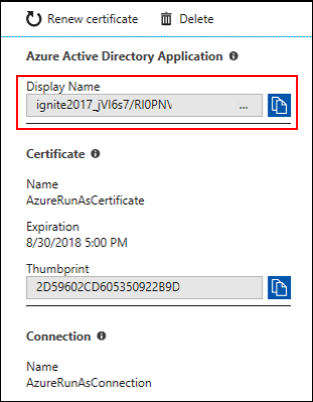 Renew certificate Delete
Azure Active Directory Application
Display Name
ignite2017_jVI6s7/RI0PNV ...
Certificate
Name
AzureRunAsCertificate
Expiration
8/30/2018 5:00 PM
Thumbprint
2D59602CD605350922B9D
Connection
Name
AzureRunAsConnection